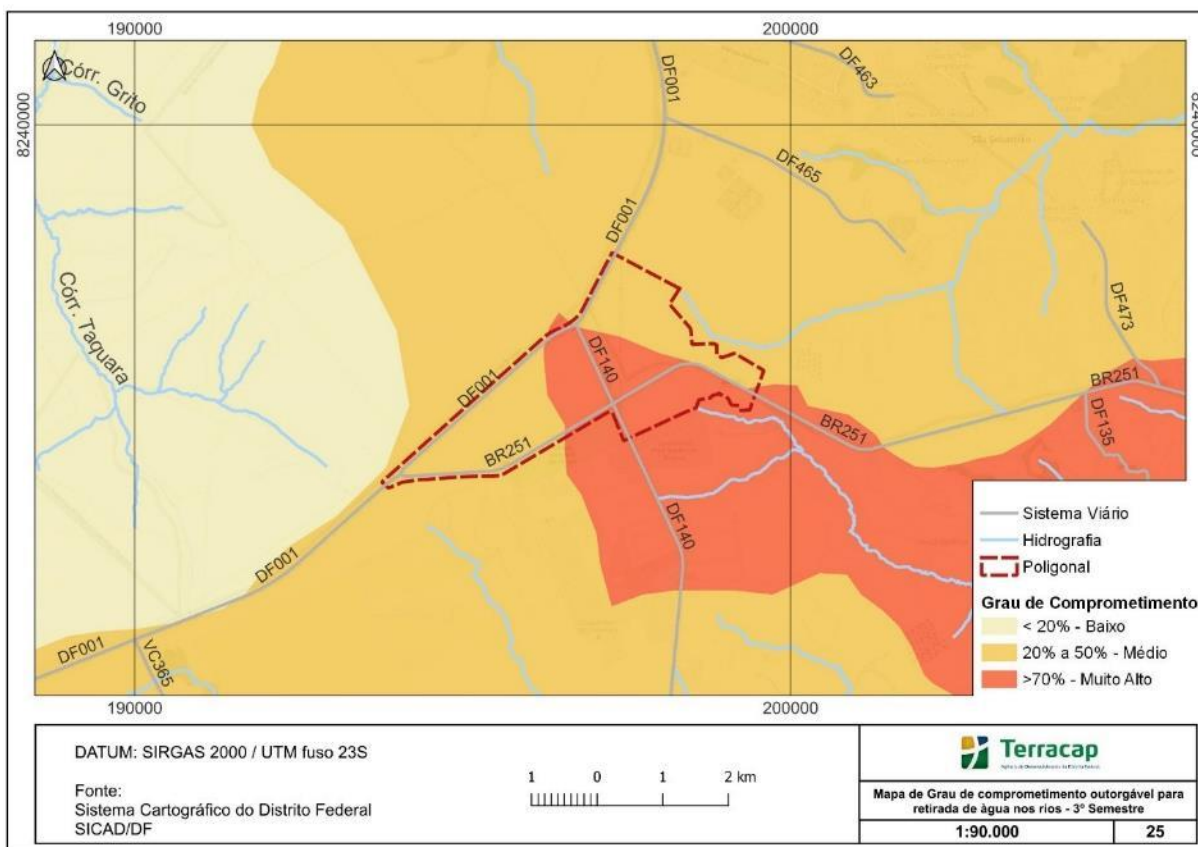 190000
200000
8240000
8240000
Córr. Grito
DF001
DF463
DF465
DF001
Córr. Taquara
DF473
DF140
DF001
BR251
BR251
BR251
DF135
DF140
DF001
DF001
VC365
Sistema Viário
Hidrografia
Poligonal
Grau de Comprometimento
< 20% - Baixo
20% a 50% - Médio
>70% - Muito Alto
190000
200000
DATUM: SIRGAS 2000 / UTM fuso 23S
Fonte:
Sistema Cartográfico do Distrito Federal
SICAD/DF
1 0 1 2 km
Terracap
Mapa de Grau de comprometimento outorgável para
retirada de àgua nos rios - 3º Semestre
1:90.000
25